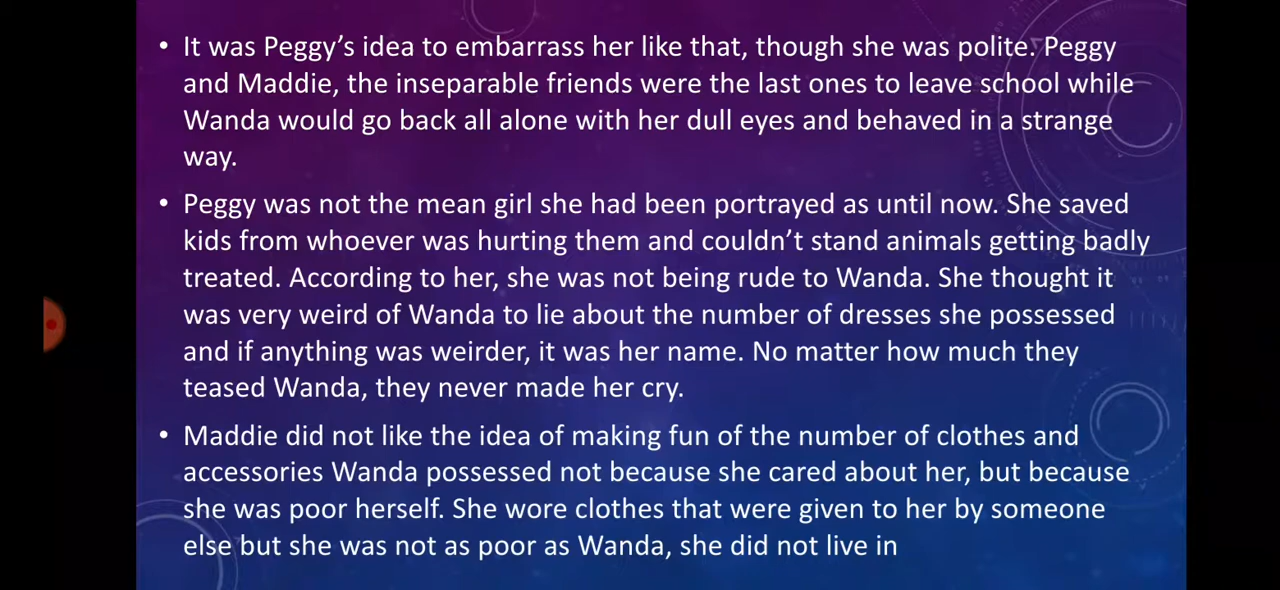 • It was Peggy's idea to embarrass her like that, though she was polite. Peggy
and Maddie, the inseparable friends were the last ones to leave school while
Wanda would go back all alone with her dull eyes and behaved in a strange
way.
• Peggy was not the mean girl she had been portrayed as until now. She saved
kids from whoever was hurting them and couldn't stand animals getting badly
treated. According to her, she was not being rude to Wanda. She thought it
was very weird of Wanda to lie about the number of dresses she possessed
and if anything was weirder, it was her name. No matter how much they
teased Wanda, they never made her cry.
• Maddie did not like the idea of making fun of the number of clothes and
accessories Wanda possessed not because she cared about her, but because
she was poor herself. She wore clothes that were given to her by someone
else but she was not as poor as Wanda, she did not live in